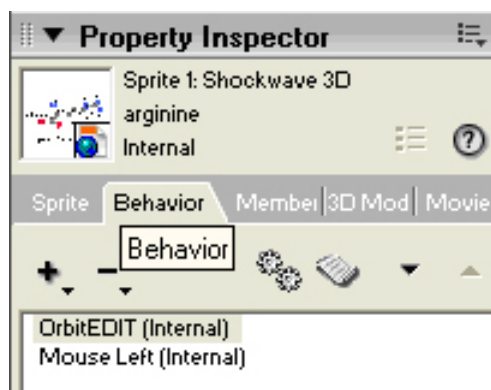 Property Inspector
Sprite 1: Shockwave 3D
arginine
Internal
Sprite Behavior Member 3D Mod Movie
Behavior
OrbitEDIT (Internal)
Mouse Left (Internal)